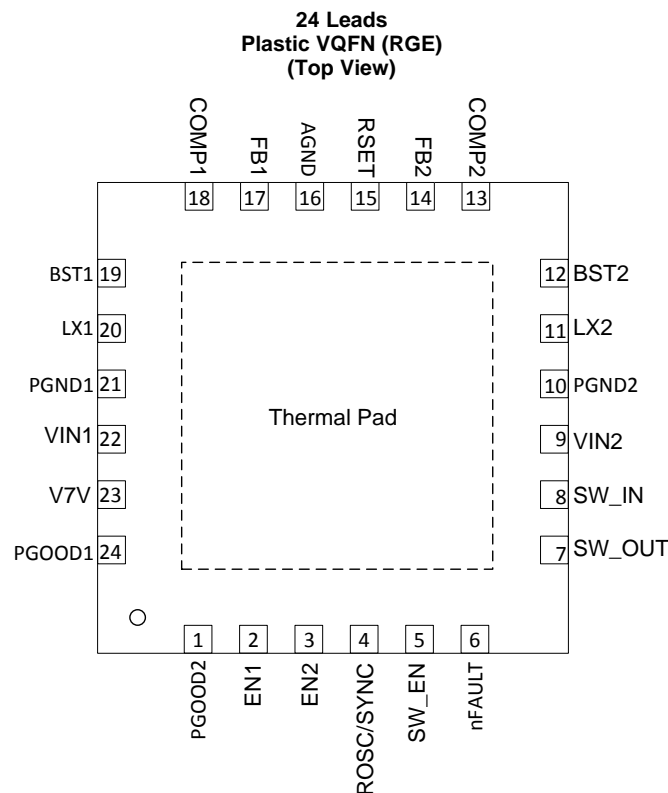 24 Leads
Plastic VQFN (RGE)
(Top View)
COMP1
FB1
AGND
RSET
FB2
COMP2
18
17
16
15
14
13
BST1 19
12 BST2
LX1 20
11 LX2
PGND1 21
10 PGND2
Thermal Pad
VIN1 22
9 VIN2
V7V 23
8 SW_IN
PGOOD1 24
7 SW_OUT
1
2
3
4
5
6
PGOOD2
EN1
EN2
ROSC/SYNC
SW_EN
nFAULT